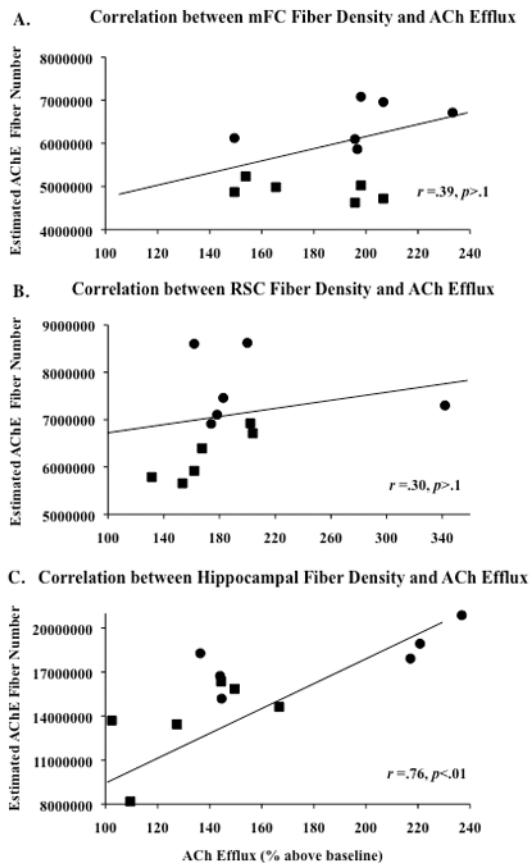 A. Correlation between mFC Fiber Density and ACh Efflux
Estimated AChE Fiber Number
8000000
7000000
6000000
5000000
4000000
r =.39, p>.1
100 120 140 160 180 200 220 240
B. Correlation between RSC Fiber Density and ACh Efflux
Estimated AChE Fiber Number
9000000
8000000
7000000
6000000
5000000
r =.30, p>.1
100 140 180 220 260 300 340
C. Correlation between Hippocampal Fiber Density and ACh Efflux
Estimated AChE Fiber Number
20000000
17000000
14000000
11000000
8000000
r =.76, p<.01
100 120 140 160 180 200 220 240
ACh Efflux (% above baseline)